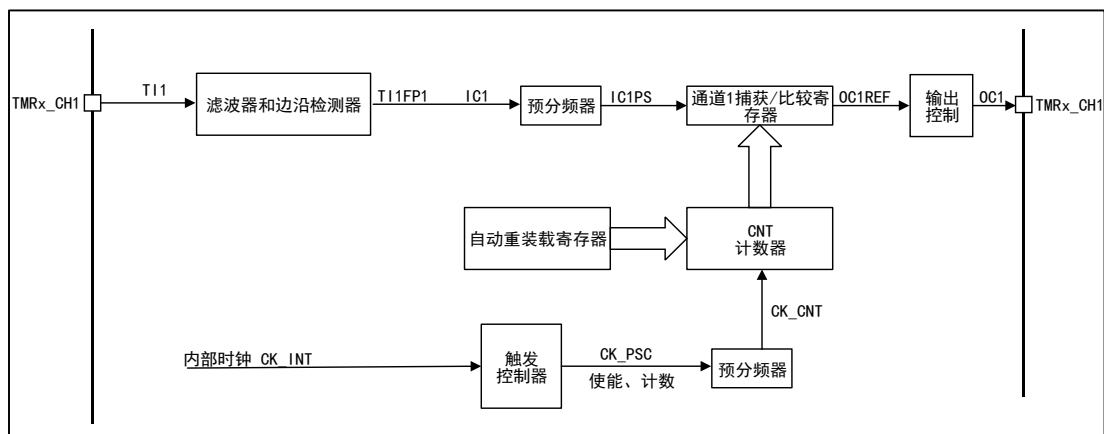 TMRx_CH1
TI1
滤波器和边沿检测器
TI1FP1
IC1
预分频器
IC1PS
通道1捕获/比较寄
存器
OC1REF
输出
控制
OC1
TMRx_CH1
自动重装载寄存器
CNT
计数器
CK_CNT
内部时钟 CK_INT
触发
控制器
CK_PSC
使能、计数
预分频器